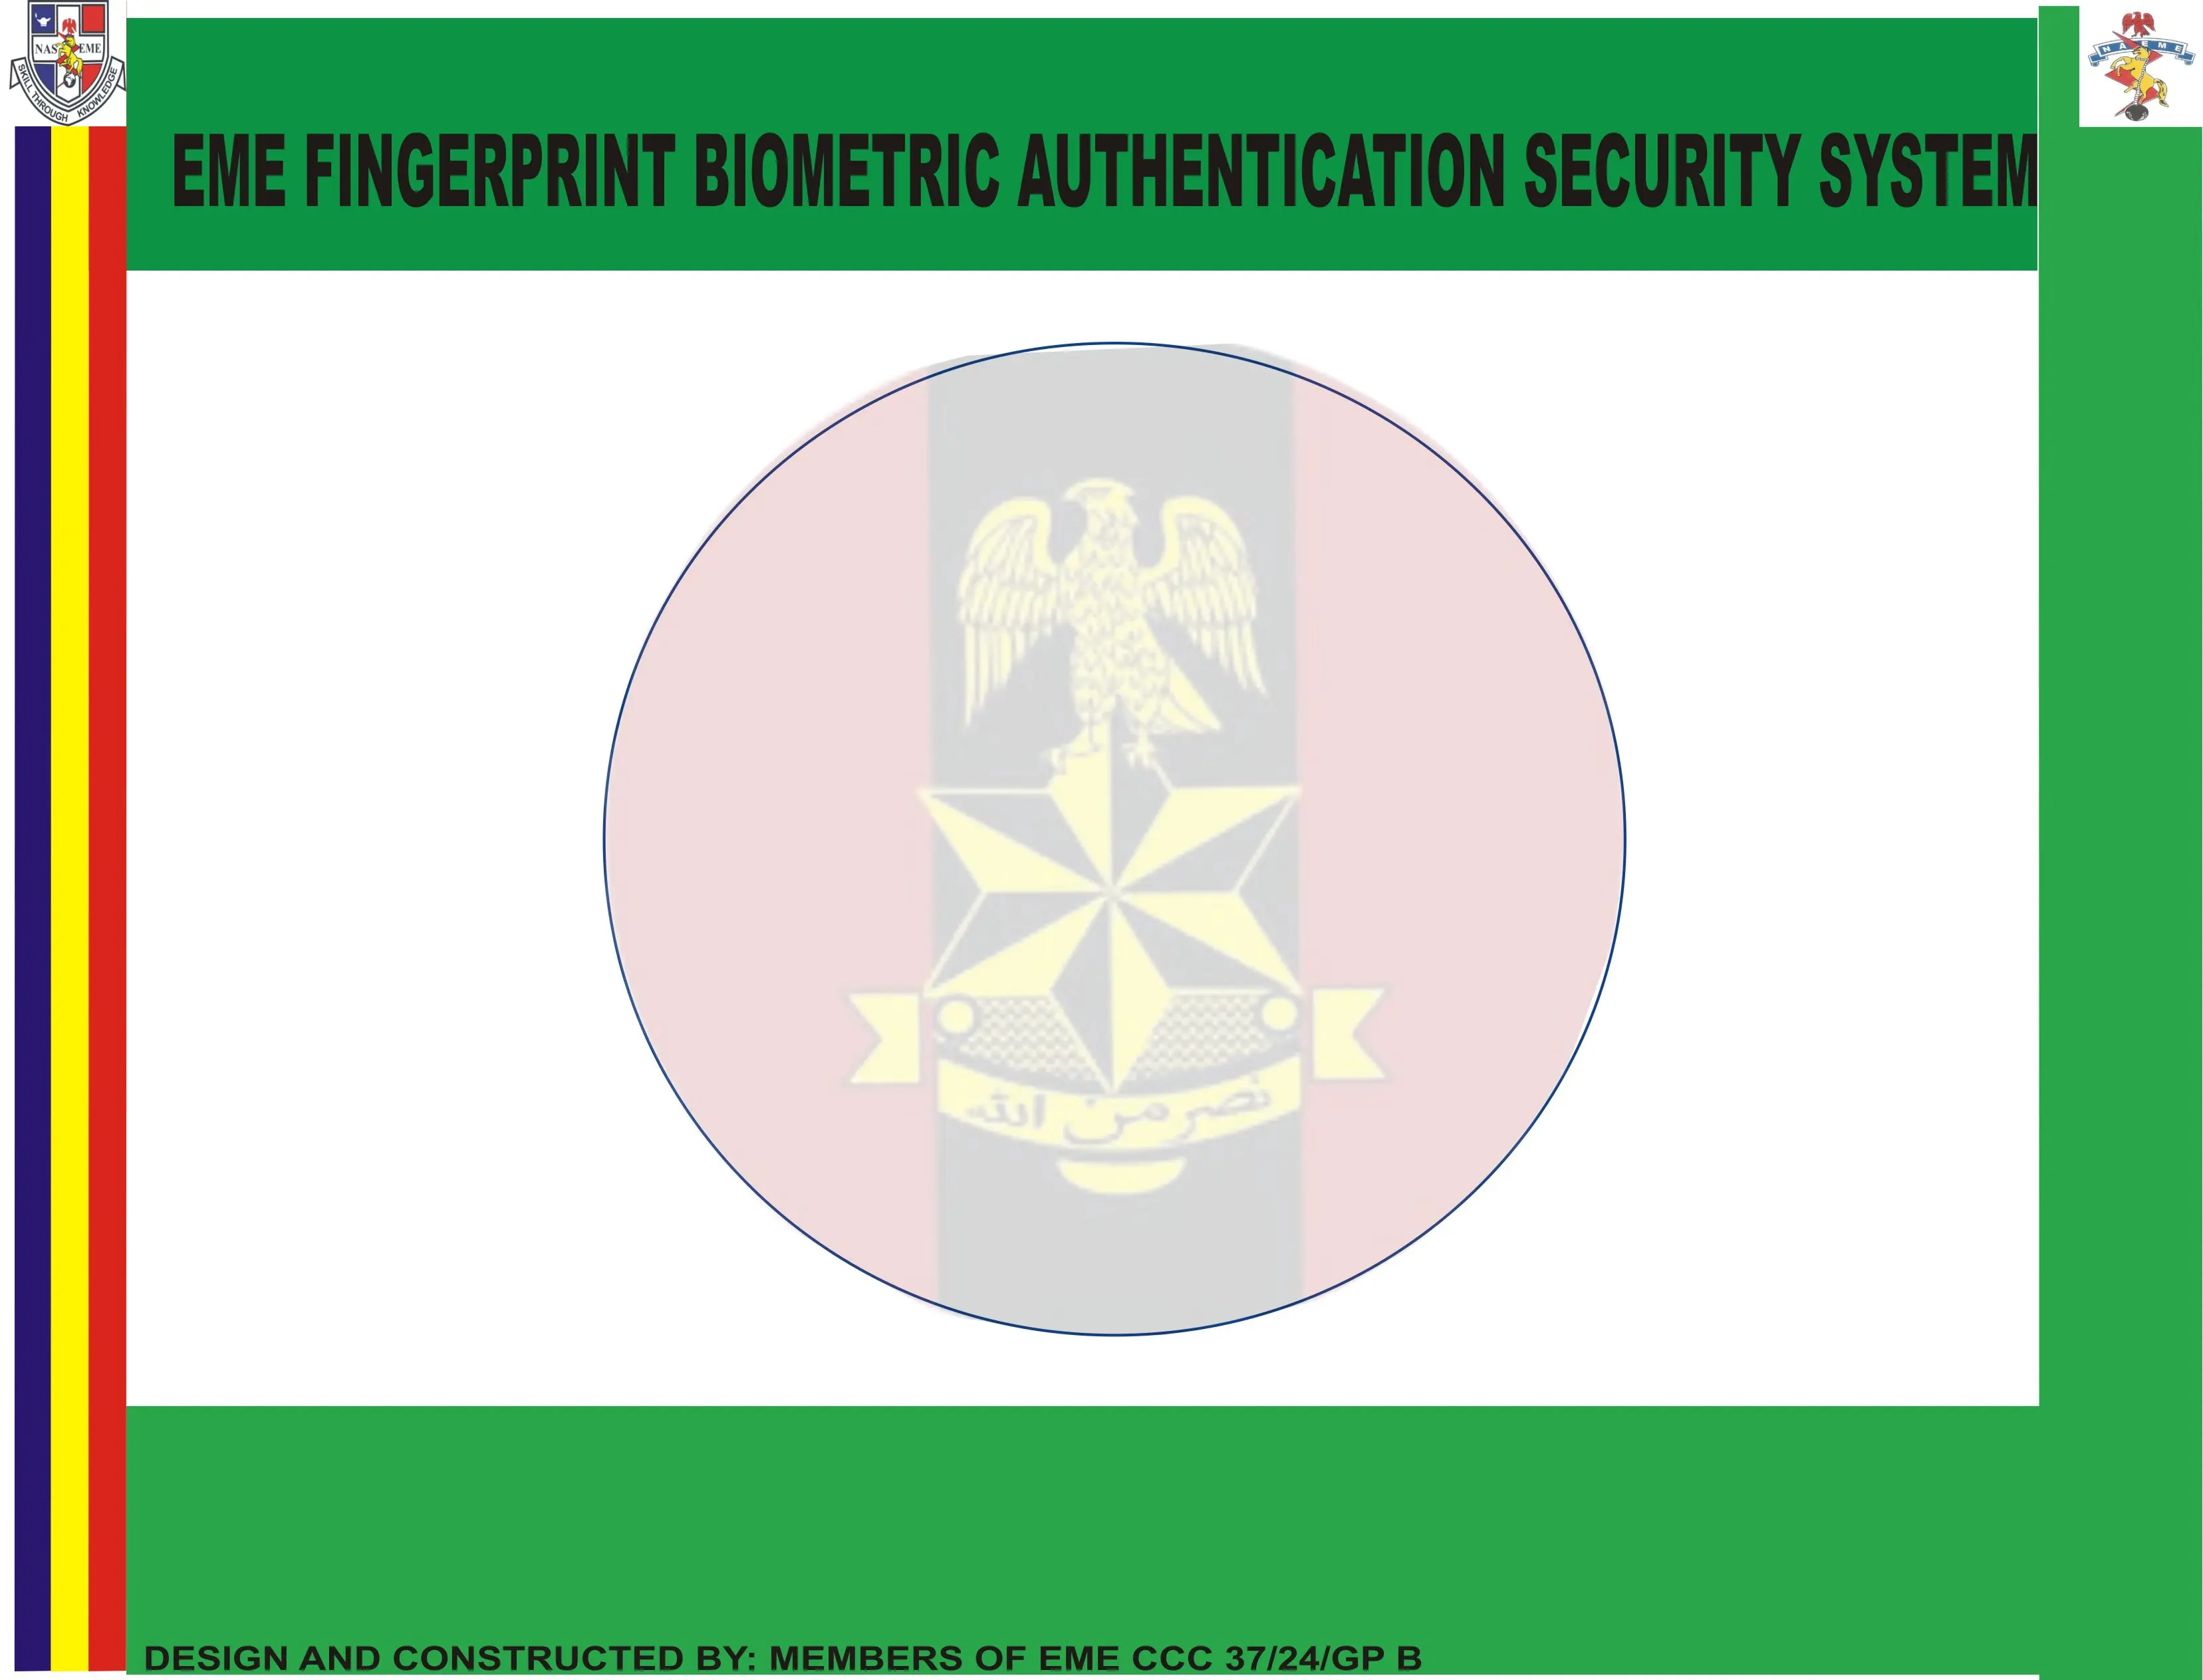 NAS EME
SKILL THROUGH KNOWLEDGE
NAEME
EME FINGERPRINT BIOMETRIC AUTHENTICATION SECURITY SYSTEM
نصر من الله
DESIGN AND CONSTRUCTED BY: MEMBERS OF EME CCC 37/24/GP B